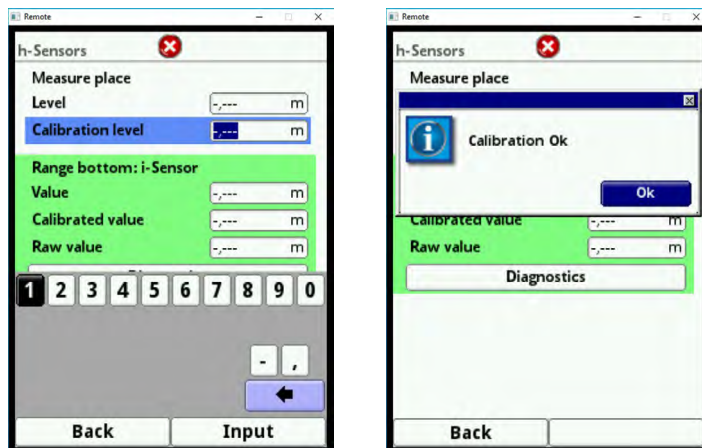 Remote
h-Sensors
Measure place
Level -,--- m
Calibration level -,--- m
Range bottom: i-Sensor
Value -,--- m
Calibrated value -,--- m
Raw value -,--- m
1 2 3 4 5 6 7 8 9 0
- ,
Back Input
Remote
h-Sensors
Measure place
Calibration Ok
Ok
Calibrated value -,--- m
Raw value -,--- m
Diagnostics
Back